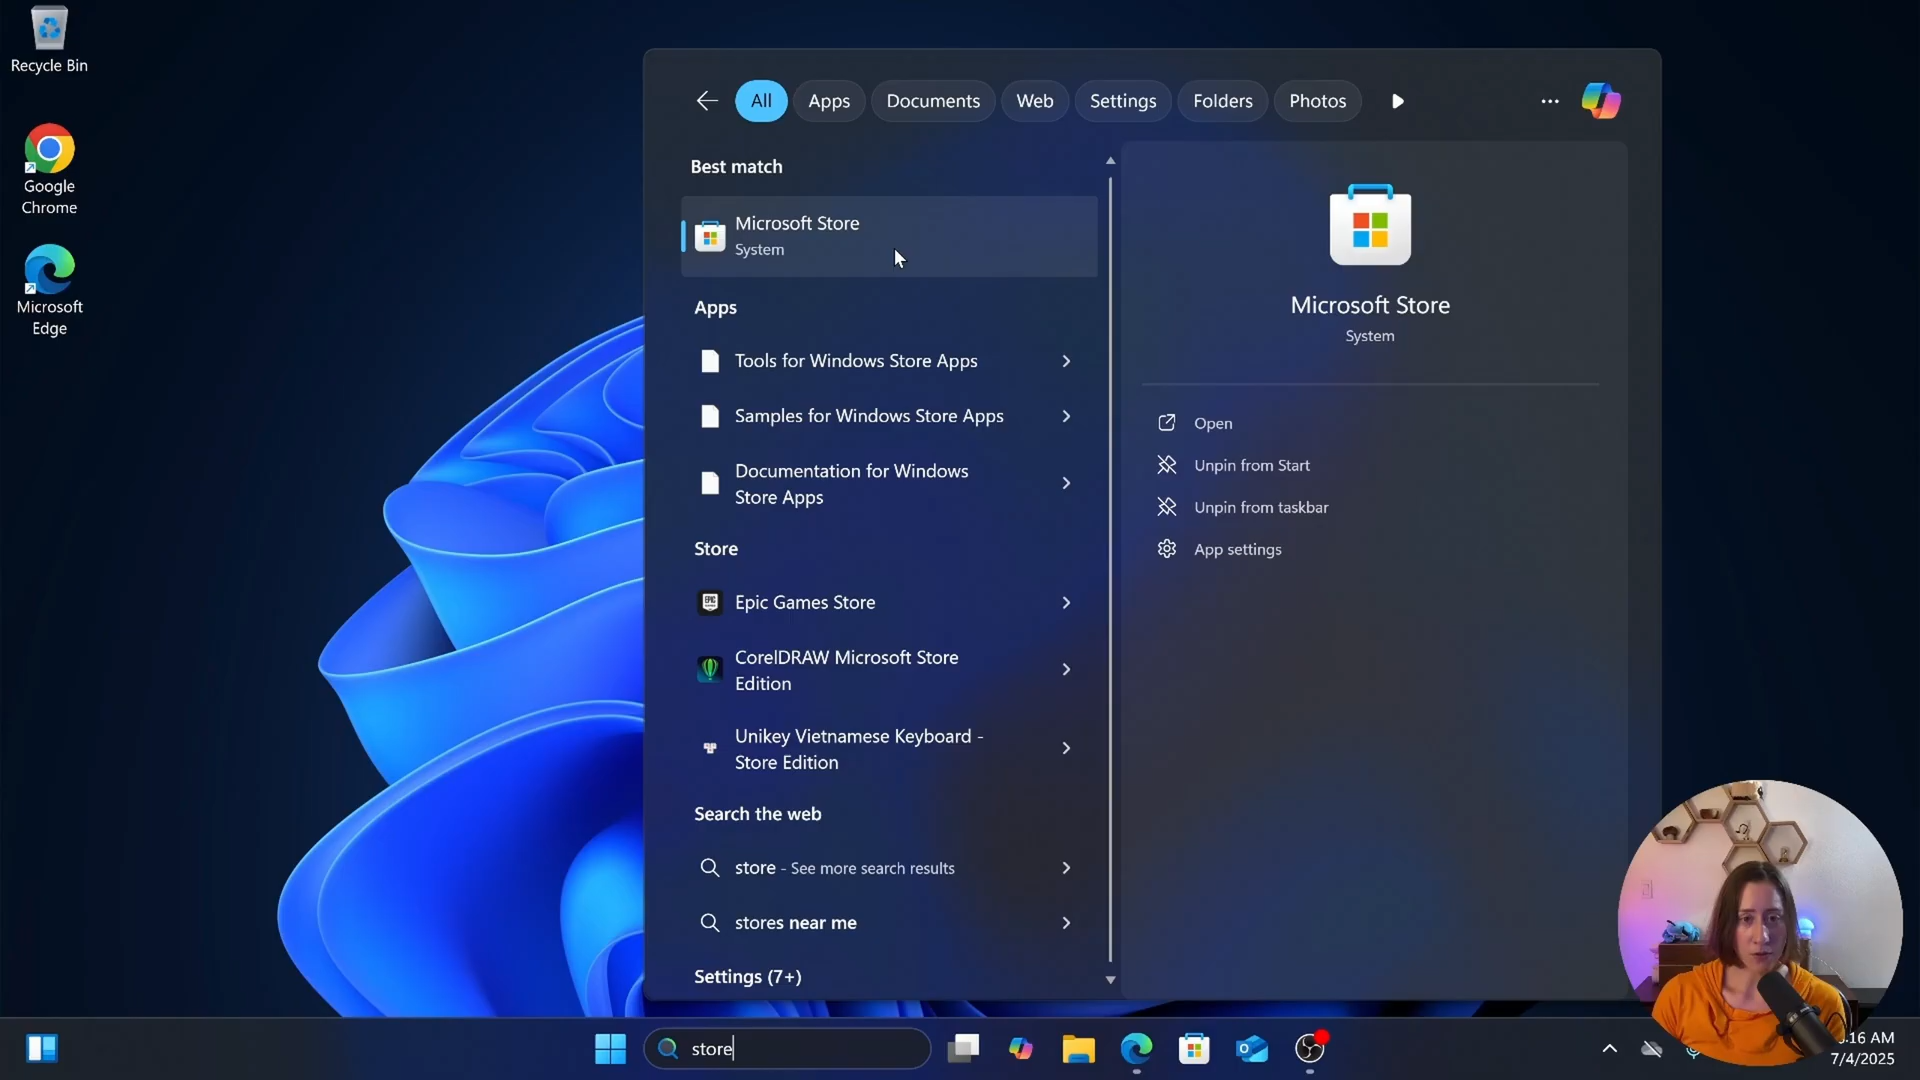 Recycle Bin
Google
Chrome
Microsoft
Edge
All
Apps
Documents
Web
Settings
Folders
Photos
Best match
Microsoft Store
System
Apps
Tools for Windows Store Apps
Samples for Windows Store Apps
Documentation for Windows
Store Apps
Store
EPIC
Epic Games Store
CorelDRAW Microsoft Store
Edition
Unikey Vietnamese Keyboard -
Store Edition
Search the web
store - See more search results
stores near me
Settings (7+)
Microsoft Store
System
Open
Unpin from Start
Unpin from taskbar
App settings
store
:16 AM
7/4/2025